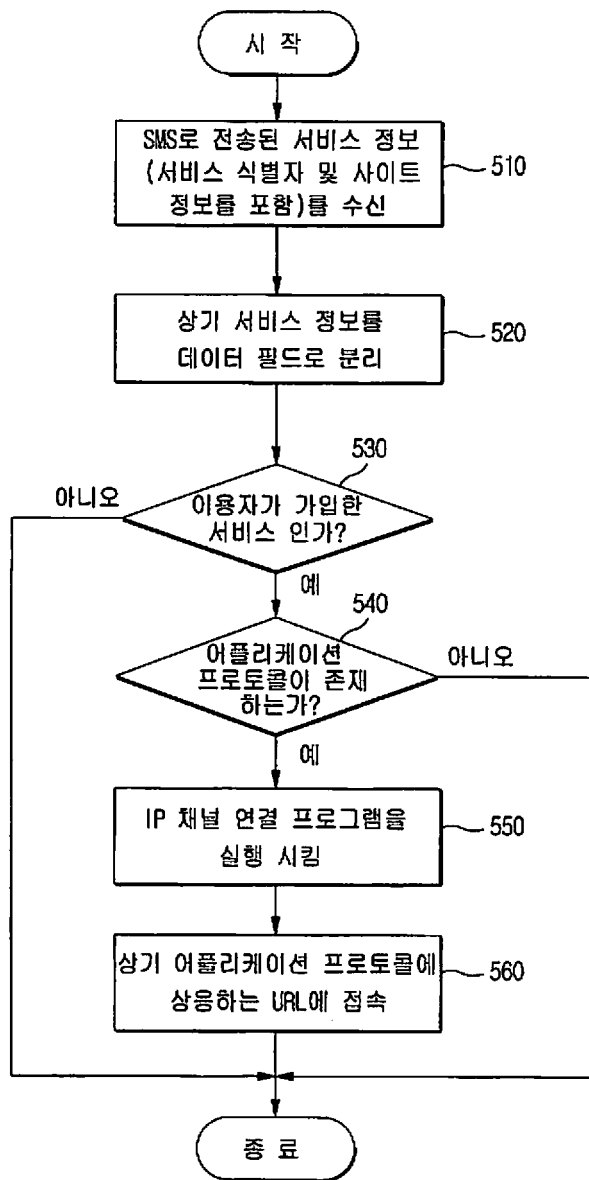 시 작
SMS로 전송된 서비스 정보
(서비스 식별자 및 사이트
정보를 포함)를 수신
510
상기 서비스 정보를
데이터 필드로 분리
520
530
아니오
이용자가 가입한
서비스 인가?
예
540
어플리케이션
프로토콜이 존재
하는가?
아니오
예
IP 채널 연결 프로그램을
실행 시킴
550
상기 어플리케이션 프로토콜에
상응하는 URL에 접속
560
종 료